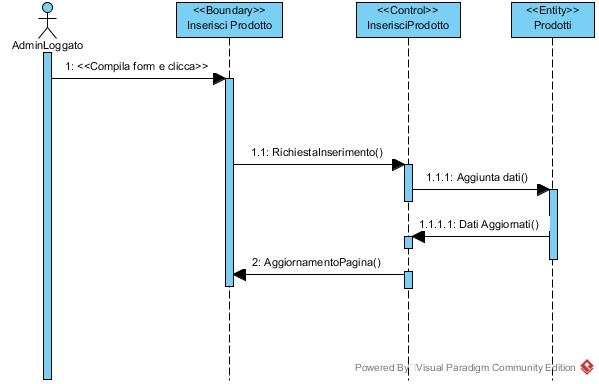 <<Boundary>>
Inserisci Prodotto
<<Control>>
InserisciProdotto
<<Entity>>
Prodotti
AdminLoggato
1: <<Compila form e clicca>>
1.1: RichiestaInserimento()
1.1.1: Aggiunta dati()
1.1.1.1: Dati Aggiornati()
2: AggiornamentoPagina()
Powered By Visual Paradigm Community Edition